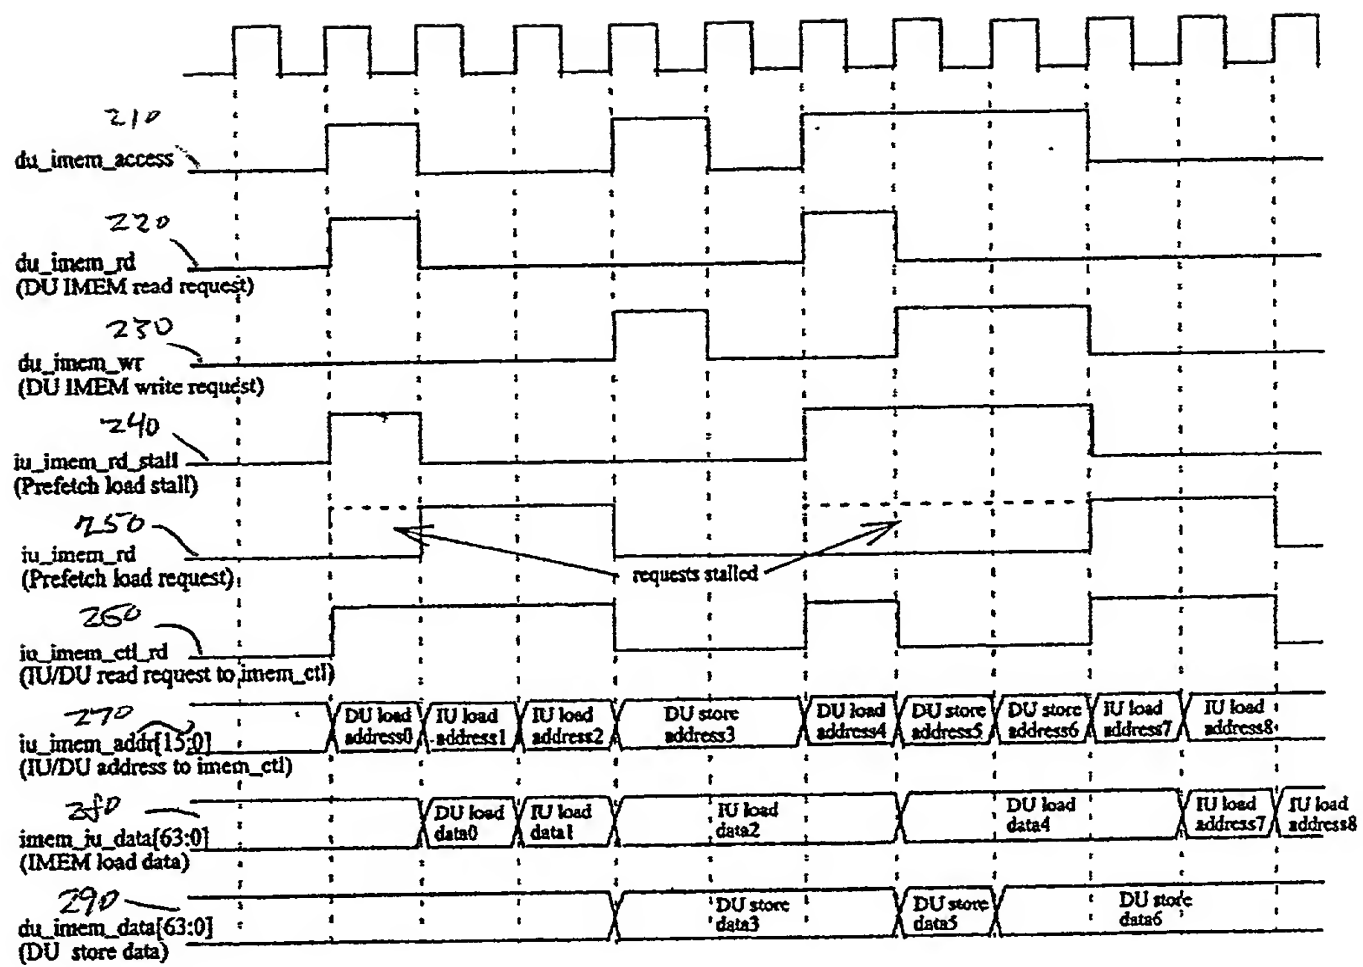 210
du_imem_access
220
du_imem_rd
(DU IMEM read request)
230
du_imem_wr
(DU IMEM write request)
240
iu_imem_rd_stall
(Prefetch load stall)
250
iu_imem_rd
(Prefetch load request)
requests stalled
260
iu_imem_ctl_rd
(IU/DU read request to imem_ctl)
270
iu_imem_addr[15:0]
(IU/DU address to imem_ctl)
DU load
address0
IU load
address1
IU load
address2
DU store
address3
DU load
address4
DU store
address5
DU store
address6
IU load
address7
IU load
address8
280
imem_iu_data[63:0]
(IMEM load data)
DU load
data0
IU load
data1
IU load
data2
DU load
data4
IU load
address7
IU load
address8
290
du_imem_data[63:0]
(DU store data)
DU store
data3
DU store
data5
DU store
data6